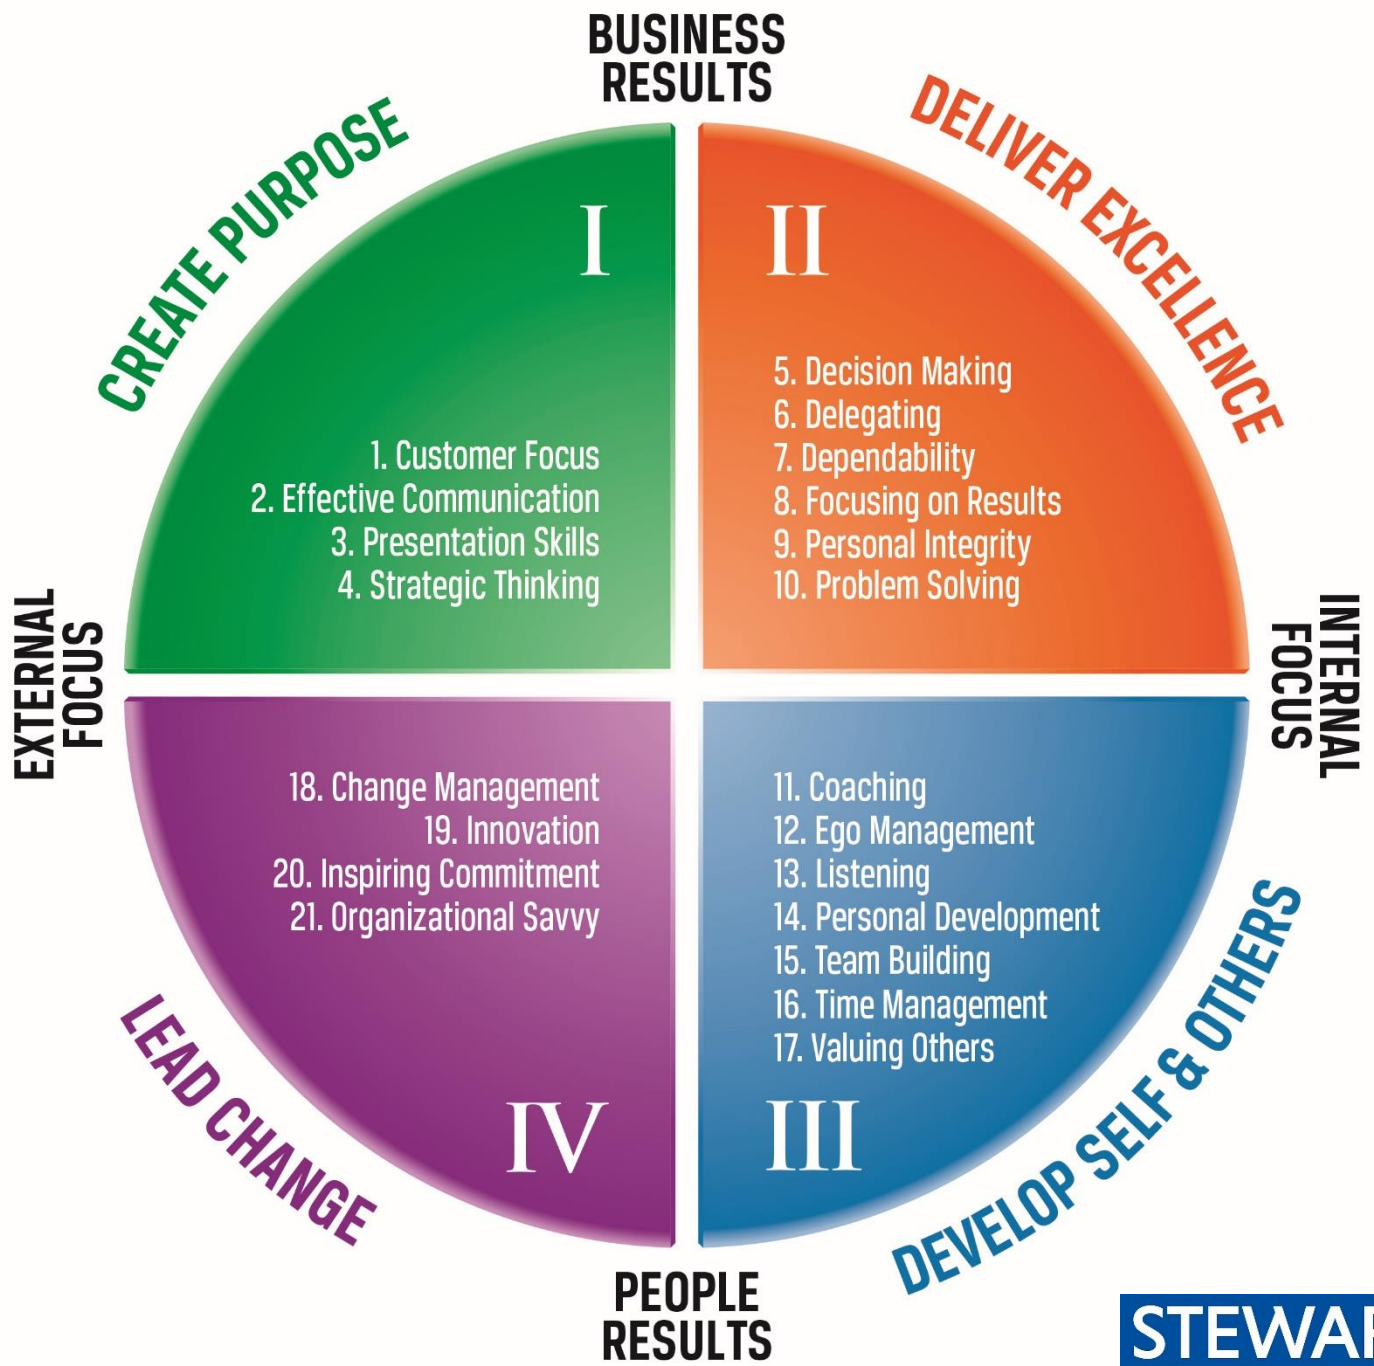 BUSINESS
RESULTS
CREATE PURPOSE
DELIVER EXCELLENCE
I
1. Customer Focus
2. Effective Communication
3. Presentation Skills
4. Strategic Thinking
II
5. Decision Making
6. Delegating
7. Dependability
8. Focusing on Results
9. Personal Integrity
10. Problem Solving
EXTERNAL
FOCUS
INTERNAL
FOCUS
18. Change Management
19. Innovation
20. Inspiring Commitment
21. Organizational Savvy
IV
11. Coaching
12. Ego Management
13. Listening
14. Personal Development
15. Team Building
16. Time Management
17. Valuing Others
III
LEAD CHANGE
DEVELOP SELF & OTHERS
PEOPLE
RESULTS